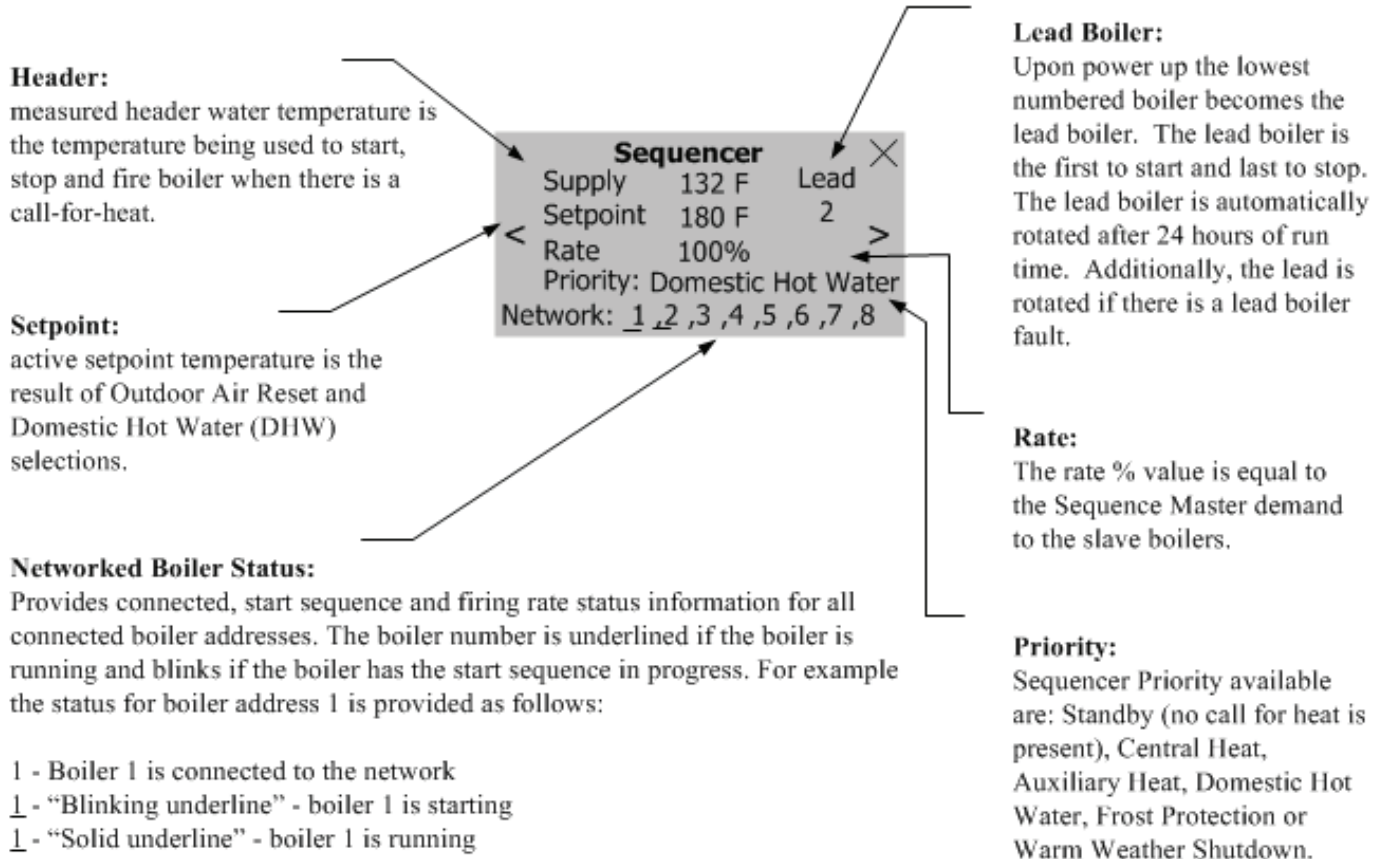 Header:
measured header water temperature is
the temperature being used to start,
stop and fire boiler when there is a
call-for-heat.
Setpoint:
active setpoint temperature is the
result of Outdoor Air Reset and
Domestic Hot Water (DHW)
selections.
Sequencer
Supply 132 F Lead
Setpoint 180 F 2
< Rate 100% >
Priority: Domestic Hot Water
Network: 1 ,2 ,3 ,4 ,5 ,6 ,7 ,8
Lead Boiler:
Upon power up the lowest
numbered boiler becomes the
lead boiler. The lead boiler is
the first to start and last to stop.
The lead boiler is automatically
rotated after 24 hours of run
time. Additionally, the lead is
rotated if there is a lead boiler
fault.
Rate:
The rate % value is equal to
the Sequence Master demand
to the slave boilers.
Priority:
Sequencer Priority available
are: Standby (no call for heat is
present), Central Heat,
Auxiliary Heat, Domestic Hot
Water, Frost Protection or
Warm Weather Shutdown.
Networked Boiler Status:
Provides connected, start sequence and firing rate status information for all
connected boiler addresses. The boiler number is underlined if the boiler is
running and blinks if the boiler has the start sequence in progress. For example
the status for boiler address 1 is provided as follows:
1 - Boiler 1 is connected to the network
1 - “Blinking underline” - boiler 1 is starting
1 - “Solid underline” - boiler 1 is running